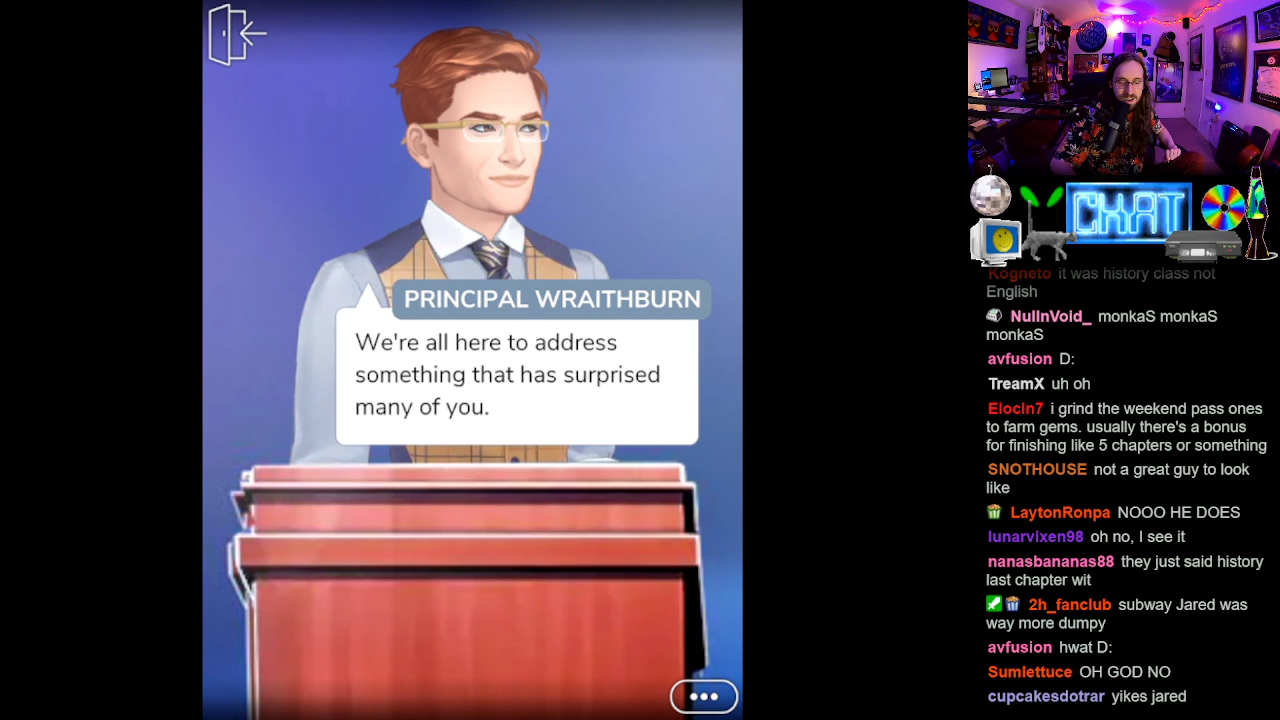 PRINCIPAL WRAITHBURN
We're all here to address
something that has surprised
many of you.
CHAT
Kogneto it was history class not
English
NullnVoid_ monkaS monkaS
monkaS
avfusion D:
TreamX uh oh
Elocin7 i grind the weekend pass ones
to farm gems. usually there's a bonus
for finishing like 5 chapters or something
SNOTHOUSE not a great guy to look
like
LaytonRonpa NOOO HE DOES
lunarvixen98 oh no, I see it
nanasbananas88 they just said history
last chapter wit
2h_fanclub subway Jared was
way more dumpy
avfusion hwat D:
Sumlettuce OH GOD NO
cupcakesdotrar yikes jared